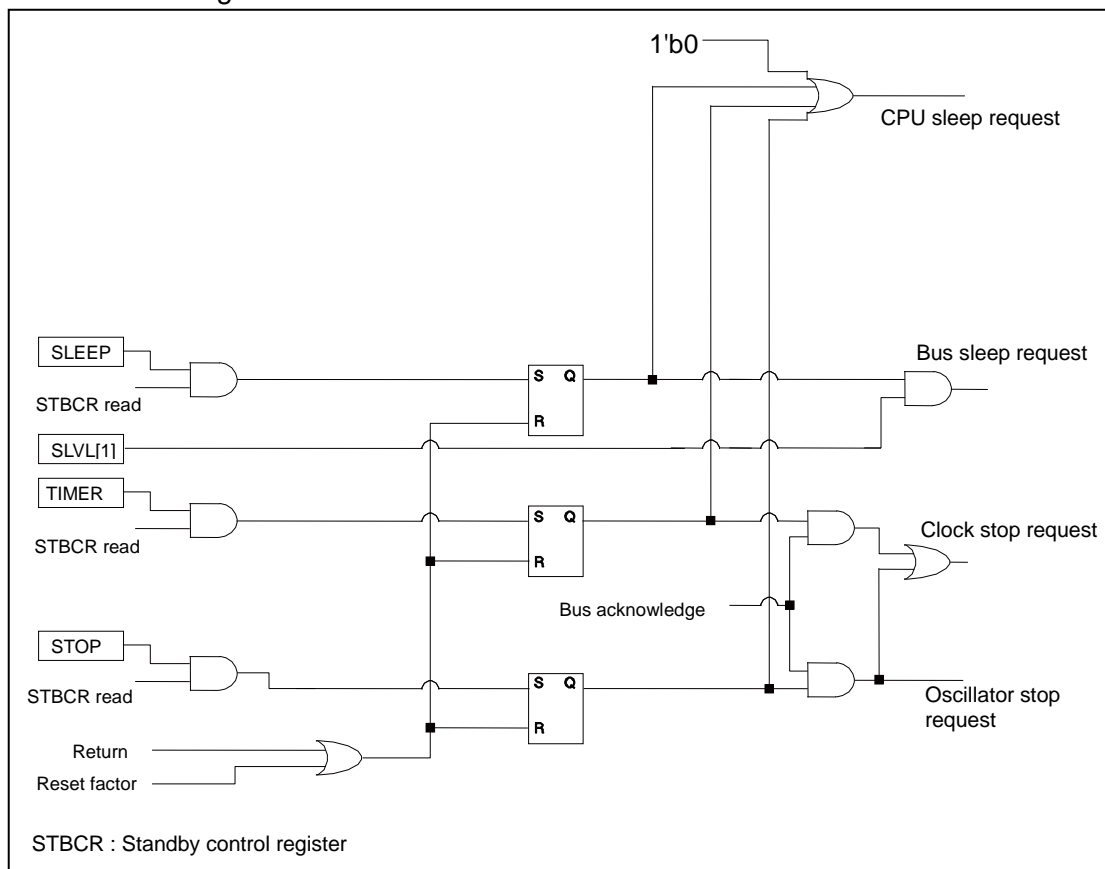 1'b0
CPU sleep request
SLEEP
STBCR read
S Q
R
Bus sleep request
SLVL[1]
TIMER
STBCR read
S Q
R
Clock stop request
Bus acknowledge
STOP
STBCR read
S Q
R
Oscillator stop
request
Return
Reset factor
STBCR : Standby control register